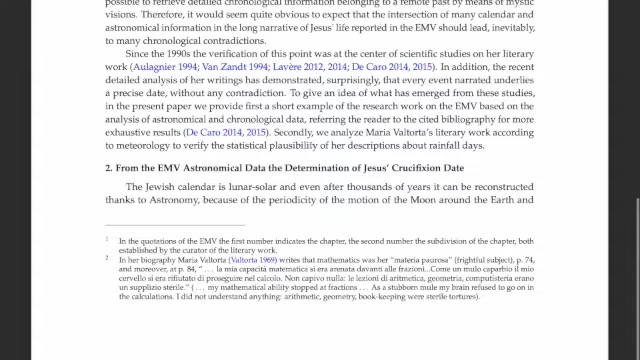 possible to retrieve detailed chronological information belonging to a remote past by means of mystic
visions. Therefore, it would seem quite obvious to expect that the intersection of many calendar and
astronomical information in the long narrative of Jesus' life reported in the EMV should lead, inevitably,
to many chronological contradictions.
Since the 1990s the verification of this point was at the center of scientific studies on her literary
work (Aulagnier 1994; Van Zandt 1994; Lavère 2012, 2014; De Caro 2014, 2015). In addition, the recent
detailed analysis of her writings has demonstrated, surprisingly, that every event narrated underlies
a precise date, without any contradiction. To give an idea of what has emerged from these studies,
in the present paper we provide first a short example of the research work on the EMV based on the
analysis of astronomical and chronological data, referring the reader to the cited bibliography for more
exhaustive results (De Caro 2014, 2015). Secondly, we analyze Maria Valtorta's literary work according
to meteorology to verify the statistical plausibility of her descriptions about rainfall days.
2. From the EMV Astronomical Data the Determination of Jesus' Crucifixion Date
The Jewish calendar is lunar-solar and even after thousands of years it can be reconstructed
thanks to Astronomy, because of the periodicity of the motion of the Moon around the Earth and
1 In the quotations of the EMV the first number indicates the chapter, the second number the subdivision of the chapter, both
established by the curator of the literary work.
2 In her biography Maria Valtorta (Valtorta 1969) writes that mathematics was her "materia paurosa" (frightful subject), p. 74,
and moreover, at p. 84, " . . . la mia capacità matematica si era arenata davanti alle frazioni...Come un mulo caparbio il mio
cervello si era rifiutato di proseguire nel calcolo. Non capivo nulla: le lezioni di aritmetica, geometria, computisteria erano
un supplizio sterile." ( . . . my mathematical ability stopped at fractions . . . As a stubborn mule my brain refused to go on in
the calculations. I did not understand anything: arithmetic, geometry, book-keeping were sterile tortures).